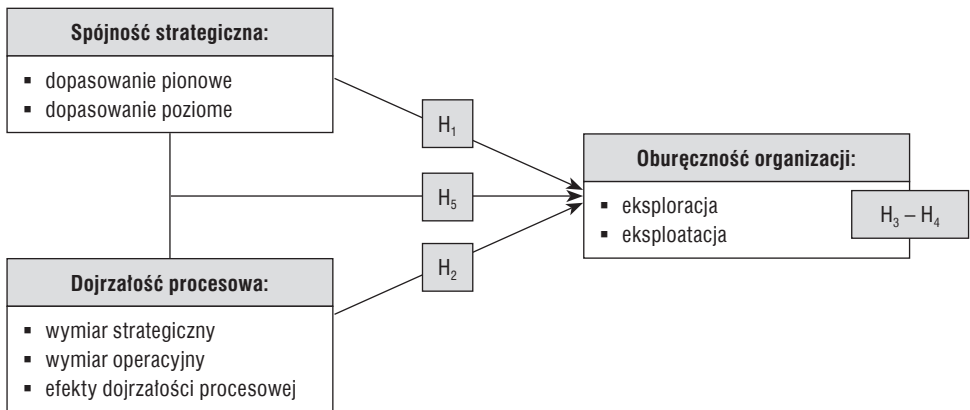 Spójność strategiczna:
▪ dopasowanie pionowe
▪ dopasowanie poziome
H₁
Oburęczność organizacji:
▪ eksploracja
▪ eksploatacja
H₃ – H₄
H₅
H₂
Dojrzałość procesowa:
▪ wymiar strategiczny
▪ wymiar operacyjny
▪ efekty dojrzałości procesowej